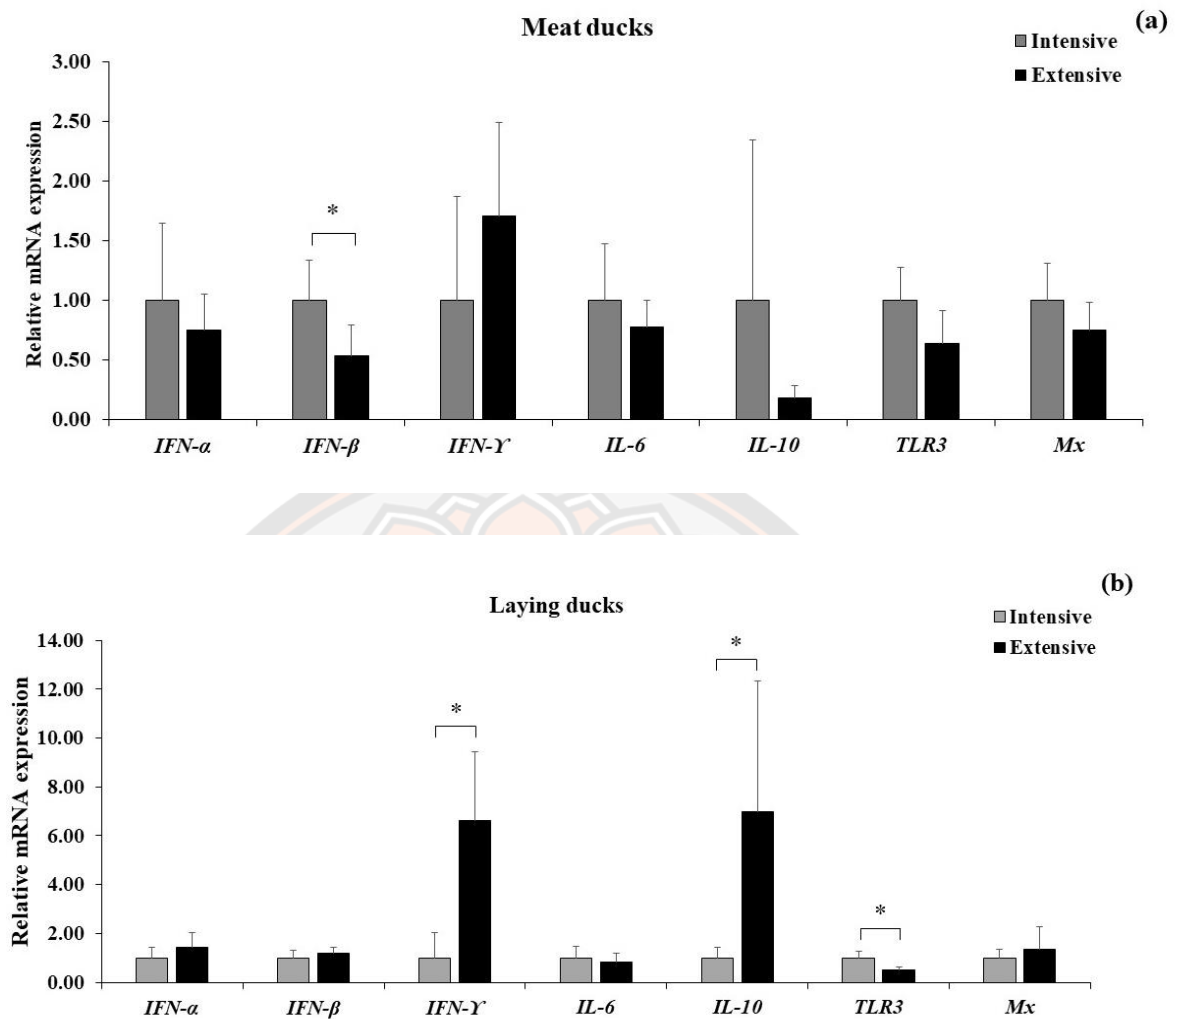 (a)
Meat ducks
Intensive
Extensive
Relative mRNA expression
3.00
2.50
2.00
1.50
1.00
0.50
0.00
*
IFN-α IFN-β IFN-ϒ IL-6 IL-10 TLR3 Mx
(b)
Laying ducks
Intensive
Extensive
Relative mRNA expression
14.00
12.00
10.00
8.00
6.00
4.00
2.00
0.00
*
*
*
IFN-α IFN-β IFN-ϒ IL-6 IL-10 TLR3 Mx